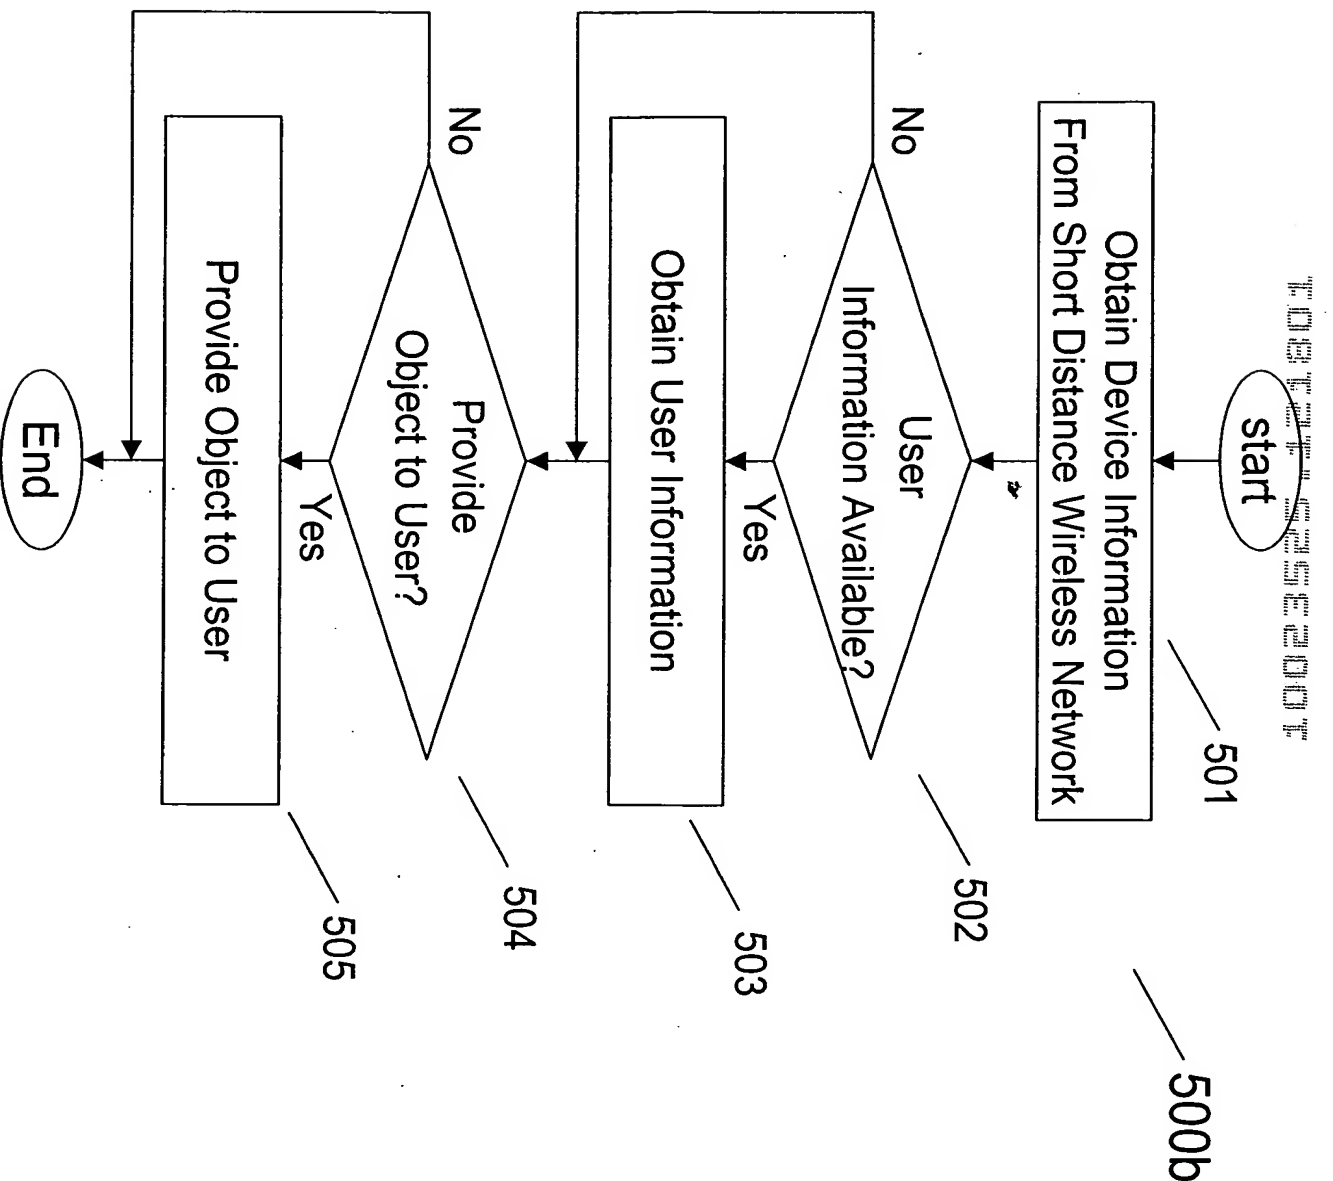 start
Obtain Device Information
From Short Distance Wireless Network
501
User
Information Available?
502
No
Yes
Obtain User Information
503
Provide
Object to User?
504
No
Yes
Provide Object to User
505
End
500b